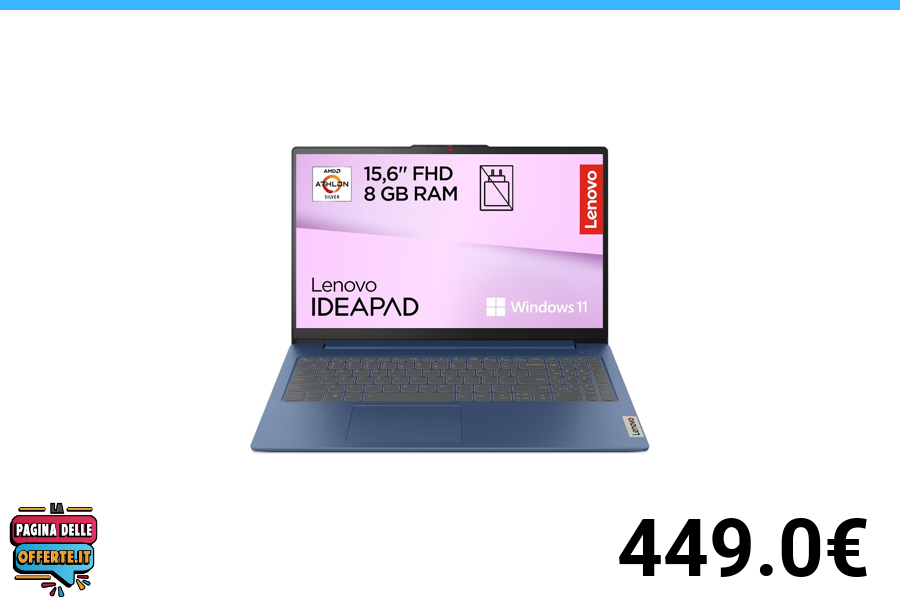 AMD
ATHLON
SILVER
15,6" FHD
8 GB RAM
Lenovo
Lenovo
IDEAPAD
Windows 11
Lenovo
LA
PAGINA DELLE
OFFERTE.IT
449.0€